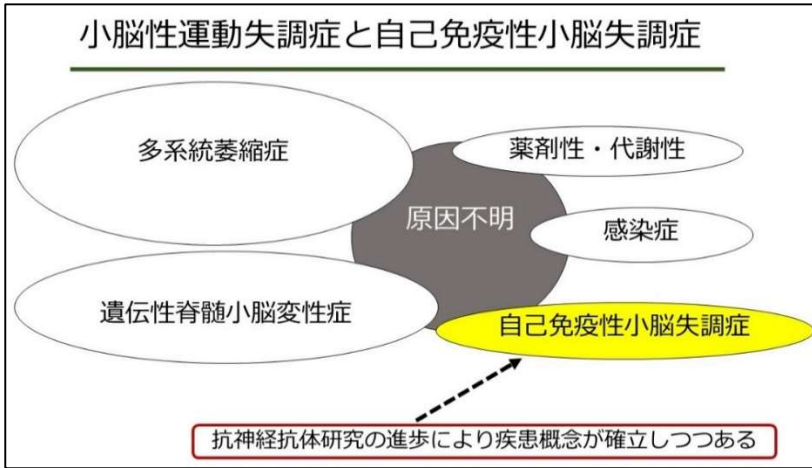 小脳性運動失調症と自己免疫性小脳失調症
多系統萎縮症
薬剤性・代謝性
原因不明
感染症
遺伝性脊髄小脳変性症
自己免疫性小脳失調症
抗神経抗体研究の進歩により疾患概念が確立しつつある